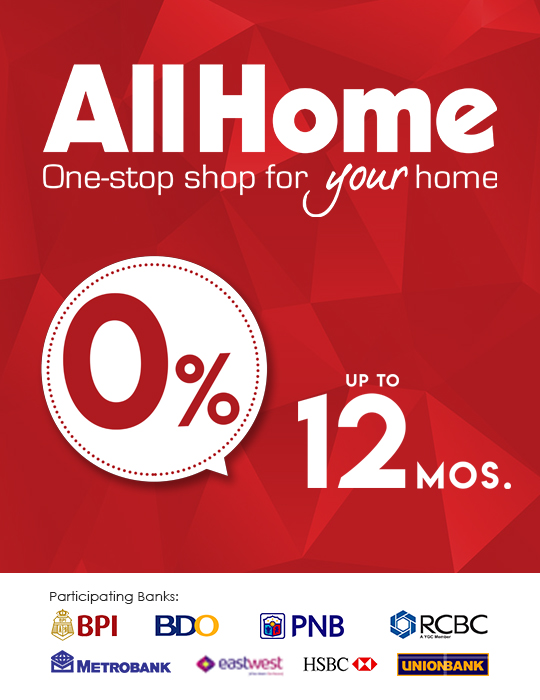 AllHome
One-stop shop for your home
0%
UP TO
12 MOS.
Participating Banks:
BPI BDO PNB RCBC
A YGC Member
METROBANK eastwest HSBC UNIONBANK